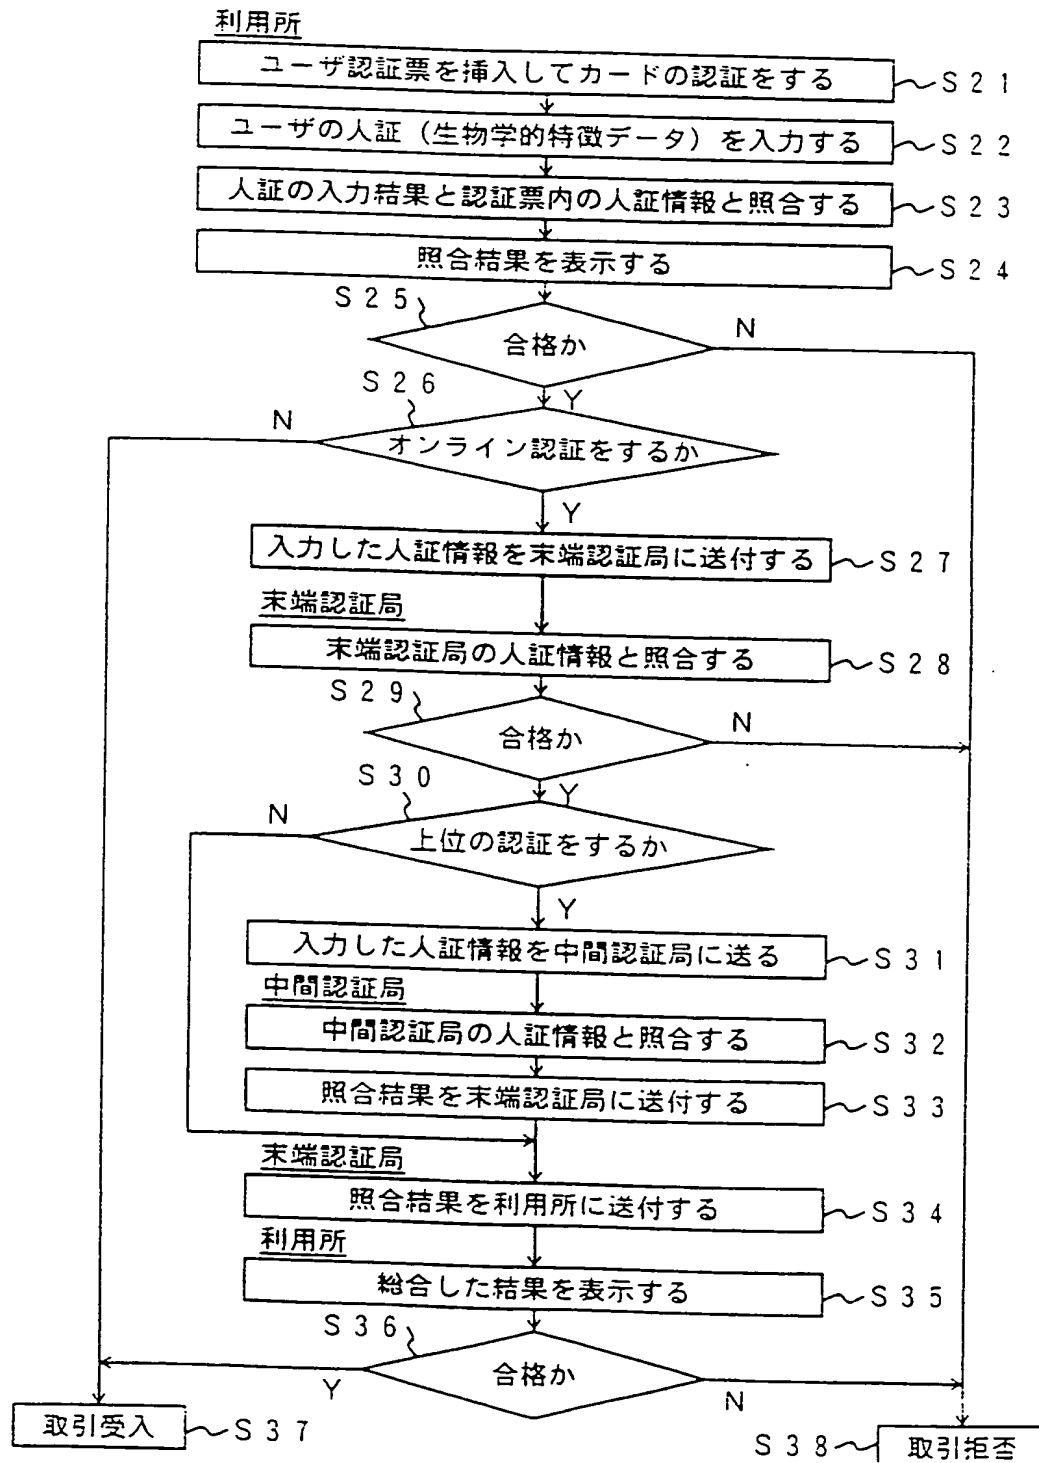 利用所
ユーザ認証票を挿入してカードの認証をする
S21
ユーザの人証（生物学的特徴データ）を入力する
S22
人証の入力結果と認証票内の人証情報と照合する
S23
照合結果を表示する
S24
S25
合格か
N
Y
S26
オンライン認証をするか
N
Y
入力した人証情報を末端認証局に送付する
S27
末端認証局
末端認証局の人証情報と照合する
S28
S29
合格か
N
Y
S30
上位の認証をするか
N
Y
入力した人証情報を中間認証局に送る
S31
中間認証局
中間認証局の人証情報と照合する
S32
照合結果を末端認証局に送付する
S33
末端認証局
照合結果を利用所に送付する
S34
利用所
総合した結果を表示する
S35
S36
合格か
Y
N
取引受入
S37
S38
取引拒否